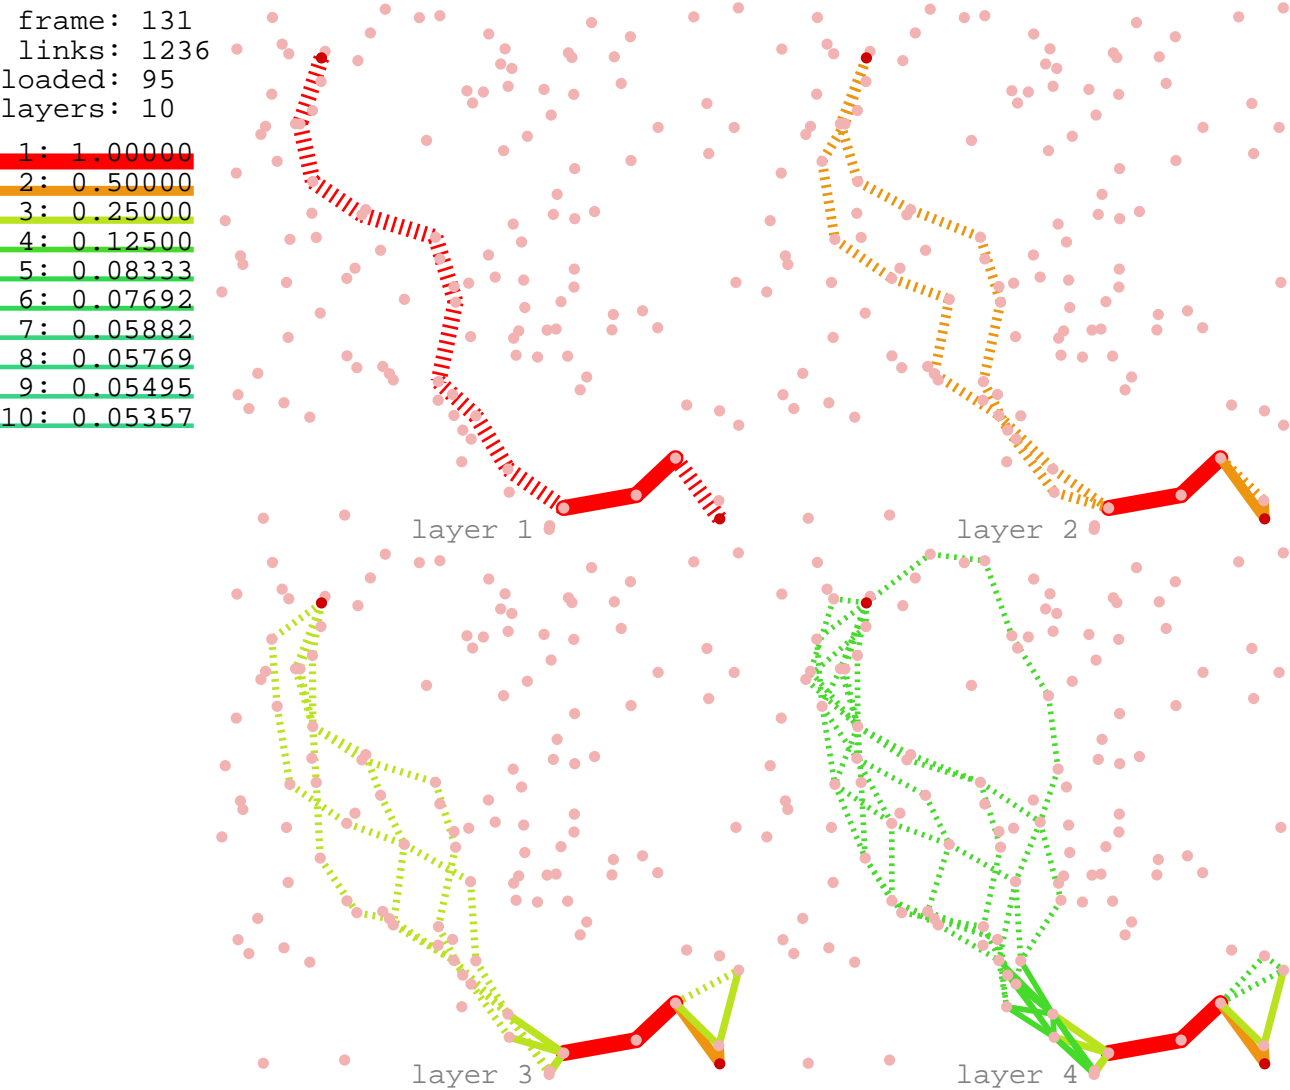 frame: 131
links: 1236
loaded: 95
layers: 10
1: 1.00000
2: 0.50000
3: 0.25000
4: 0.12500
5: 0.08333
6: 0.07692
7: 0.05882
8: 0.05769
9: 0.05495
10: 0.05357
layer 1
layer 2
layer 3
layer 4